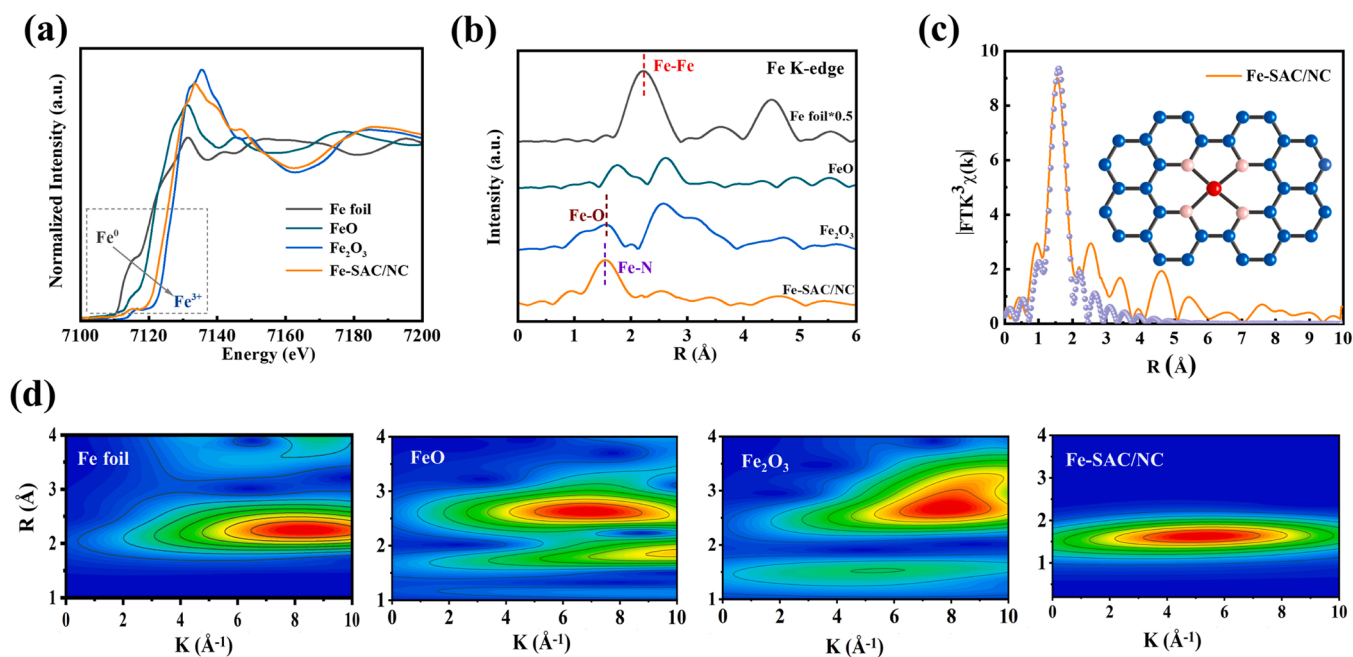 (a)
Normalized Intensity (a.u.)
Fe⁰
Fe³⁺
Fe foil
FeO
Fe₂O₃
Fe-SAC/NC
7100 7120 7140 7160 7180 7200
Energy (eV)
(b)
Intensity (a.u.)
Fe-Fe
Fe K-edge
Fe foil*0.5
FeO
Fe-O
Fe₂O₃
Fe-N
Fe-SAC/NC
0 1 2 3 4 5 6
R (Å)
(c)
|FTK³χ(k)|
10
8
6
4
2
0
Fe-SAC/NC
0 1 2 3 4 5 6 7 8 9 10
R (Å)
(d)
R (Å)
4
3
2
1
Fe foil
0 2 4 6 8 10
K (Å⁻¹)
4
3
2
1
FeO
0 2 4 6 8 10
K (Å⁻¹)
4
3
2
1
Fe₂O₃
0 2 4 6 8 10
K (Å⁻¹)
4
3
2
1
0
Fe-SAC/NC
0 2 4 6 8 10
K (Å⁻¹)